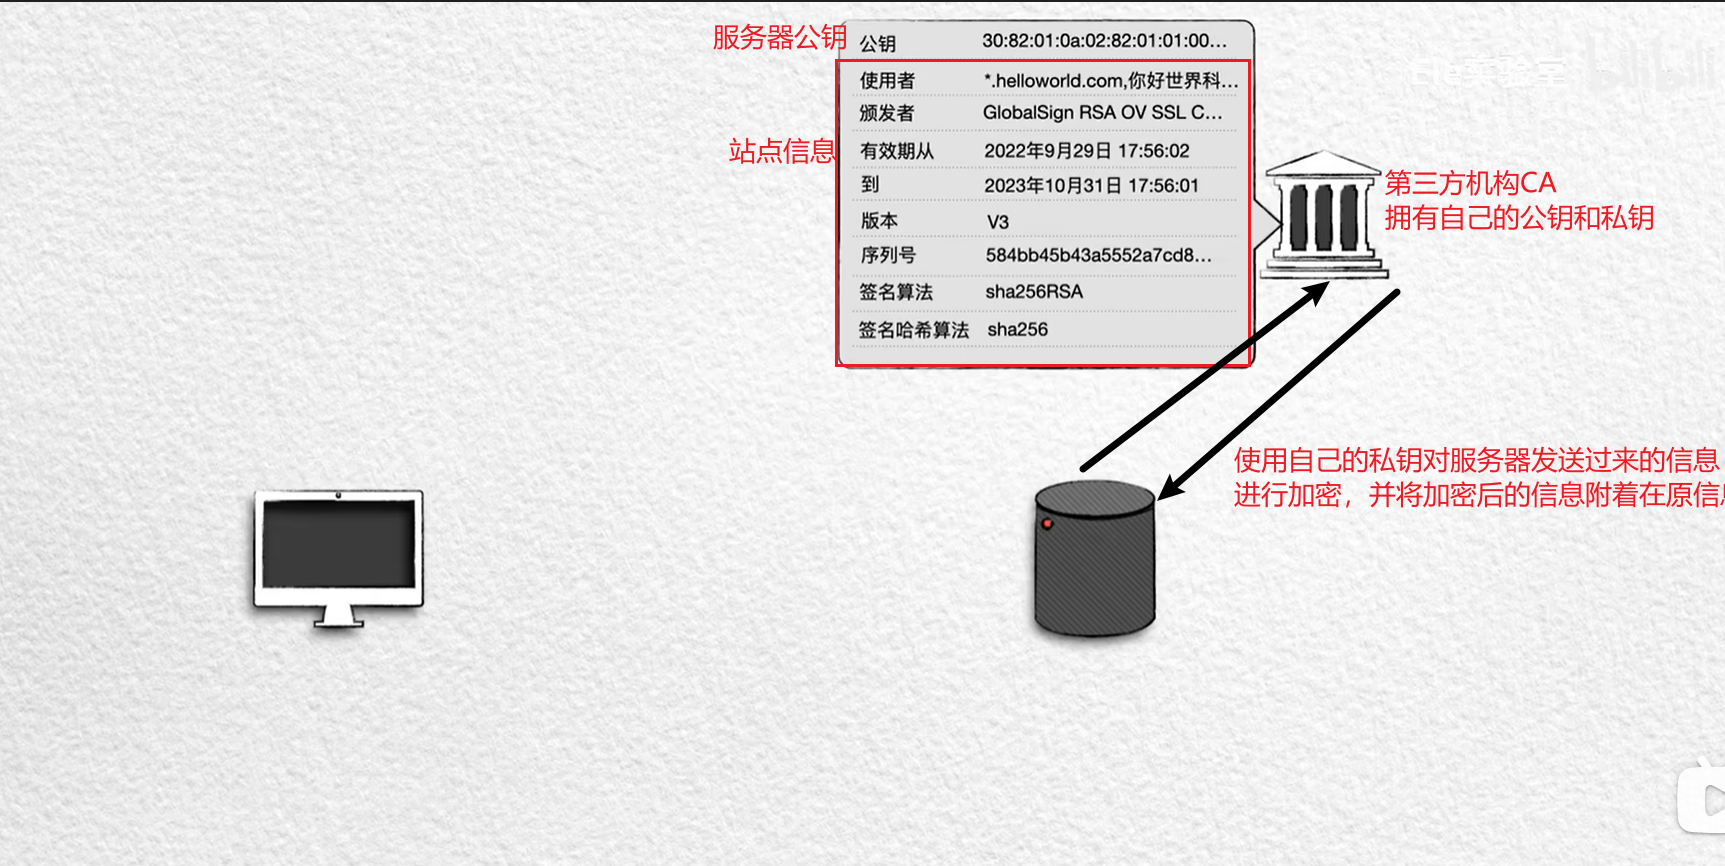 服务器公钥
公钥 30:82:01:0a:02:82:01:01:00...
使用者 *.helloworld.com,你好世界科...
颁发者 GlobalSign RSA OV SSL C...
站点信息
有效期从 2022年9月29日 17:56:02
到 2023年10月31日 17:56:01
版本 V3
序列号 584bb45b43a5552a7cd8...
签名算法 sha256RSA
签名哈希算法 sha256
第三方机构CA
拥有自己的公钥和私钥
使用自己的私钥对服务器发送过来的信息
进行加密，并将加密后的信息附着在原信息